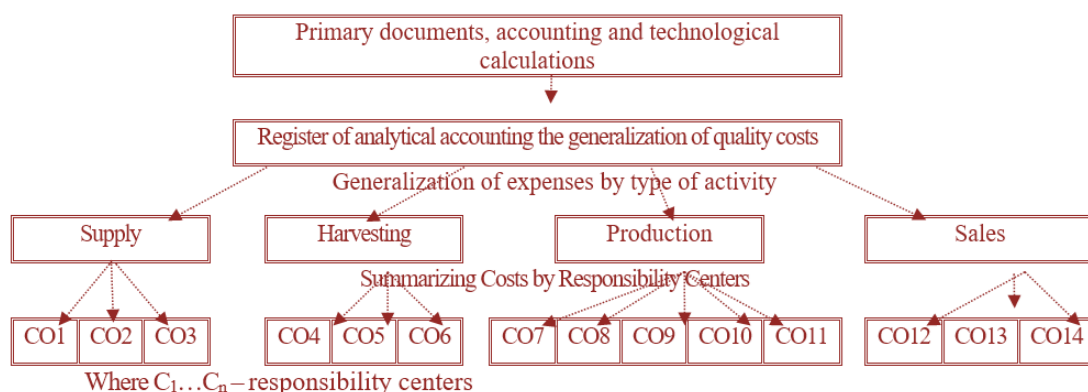 Primary documents, accounting and technological
calculations
Register of analytical accounting the generalization of quality costs
Generalization of expenses by type of activity
Supply
Harvesting
Production
Sales
Summarizing Costs by Responsibility Centers
CO1 CO2 CO3 CO4 CO5 CO6 CO7 CO8 CO9 CO10 CO11 CO12 CO13 CO14
Where C₁…Cₙ – responsibility centers